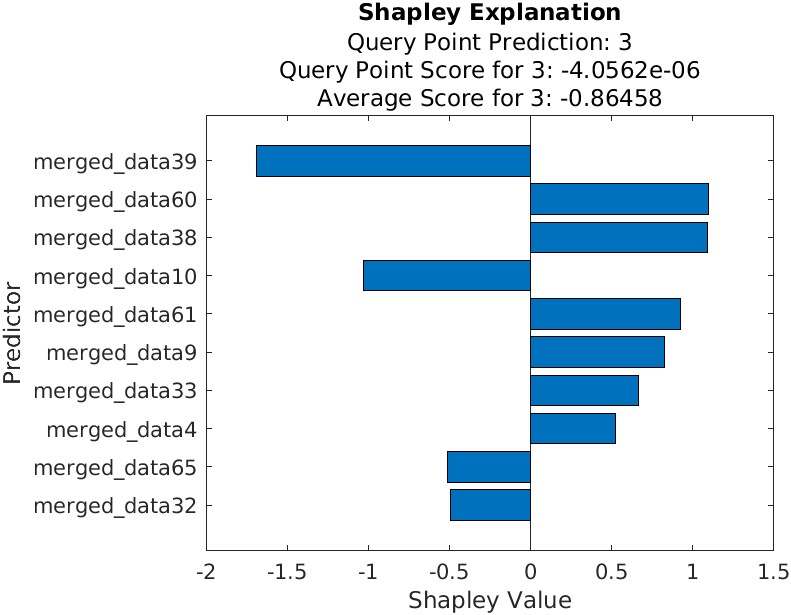 Shapley Explanation
Query Point Prediction: 3
Query Point Score for 3: -4.0562e-06
Average Score for 3: -0.86458
merged_data39
merged_data60
merged_data38
merged_data10
merged_data61
merged_data9
merged_data33
merged_data4
merged_data65
merged_data32
Predictor
-2 -1.5 -1 -0.5 0 0.5 1 1.5
Shapley Value